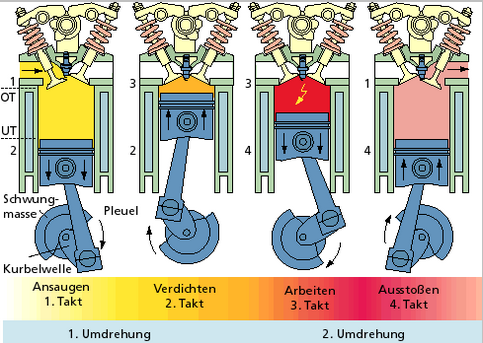 1
OT
UT
2
3
2
3
4
1
4
Schwung-
masse
Pleuel
Kurbelwelle
Ansaugen
1. Takt
Verdichten
2. Takt
Arbeiten
3. Takt
Ausstoßen
4. Takt
1. Umdrehung
2. Umdrehung